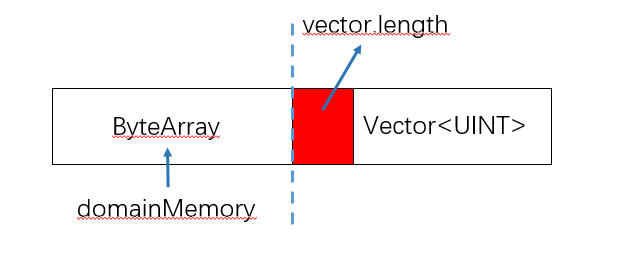 vector.length
ByteArray
Vector<UINT>
domainMemory